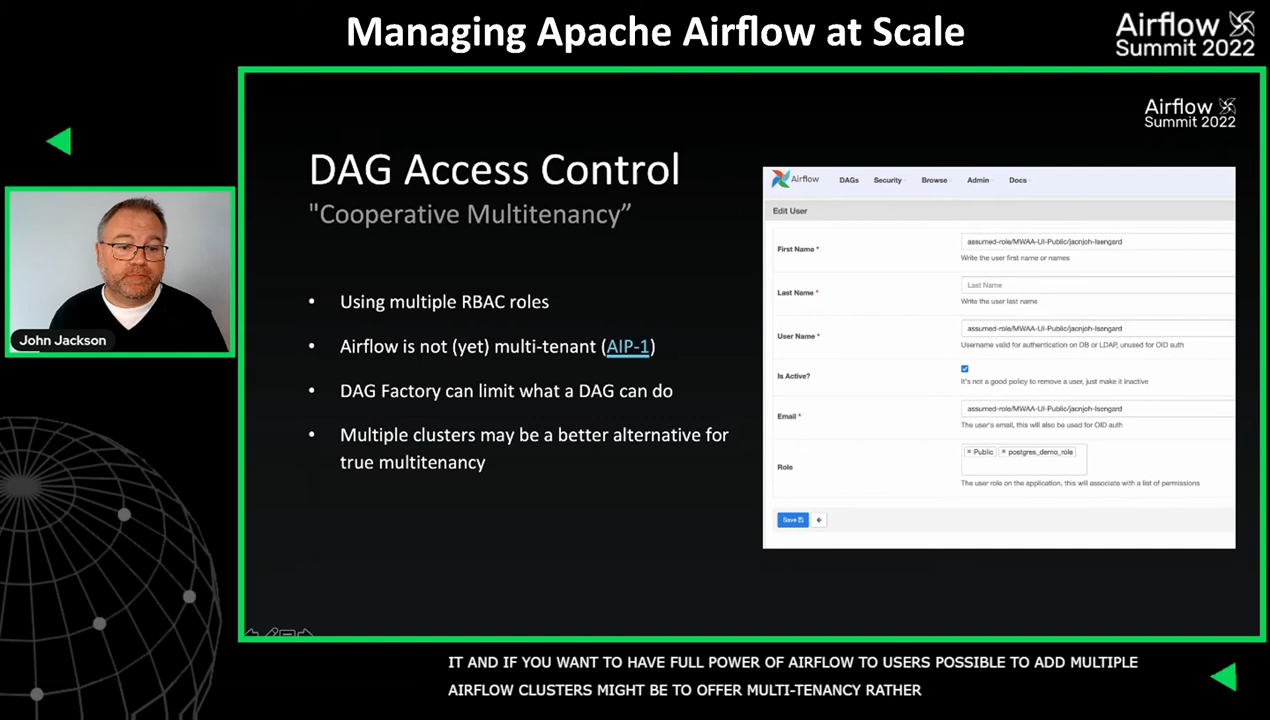 Managing Apache Airflow at Scale
Airflow
Summit 2022
Airflow
Summit 2022
DAG Access Control
"Cooperative Multitenancy”
• Using multiple RBAC roles
• Airflow is not (yet) multi-tenant (AIP-1)
• DAG Factory can limit what a DAG can do
• Multiple clusters may be a better alternative for
true multitenancy
Airflow DAGs Security Browse Admin Docs
Edit User
First Name *
assumed-role/MWAA-UI-Public/jacnjoh-Isengard
Write the user first name or names
Last Name *
Last Name
Write the user last name
User Name *
assumed-role/MWAA-UI-Public/jacnjoh-Isengard
Username valid for authentication on DB or LDAP, unused for OID auth
Is Active?
It's not a good policy to remove a user, just make it inactive
Email *
assumed-role/MWAA-UI-Public/jacnjoh-Isengard
The user's email, this will also be used for OID auth
Role
× Public × postgres_demo_role
The user role on the application, this will associate with a list of permissions
Save
John Jackson
IT AND IF YOU WANT TO HAVE FULL POWER OF AIRFLOW TO USERS POSSIBLE TO ADD MULTIPLE
AIRFLOW CLUSTERS MIGHT BE TO OFFER MULTI-TENANCY RATHER